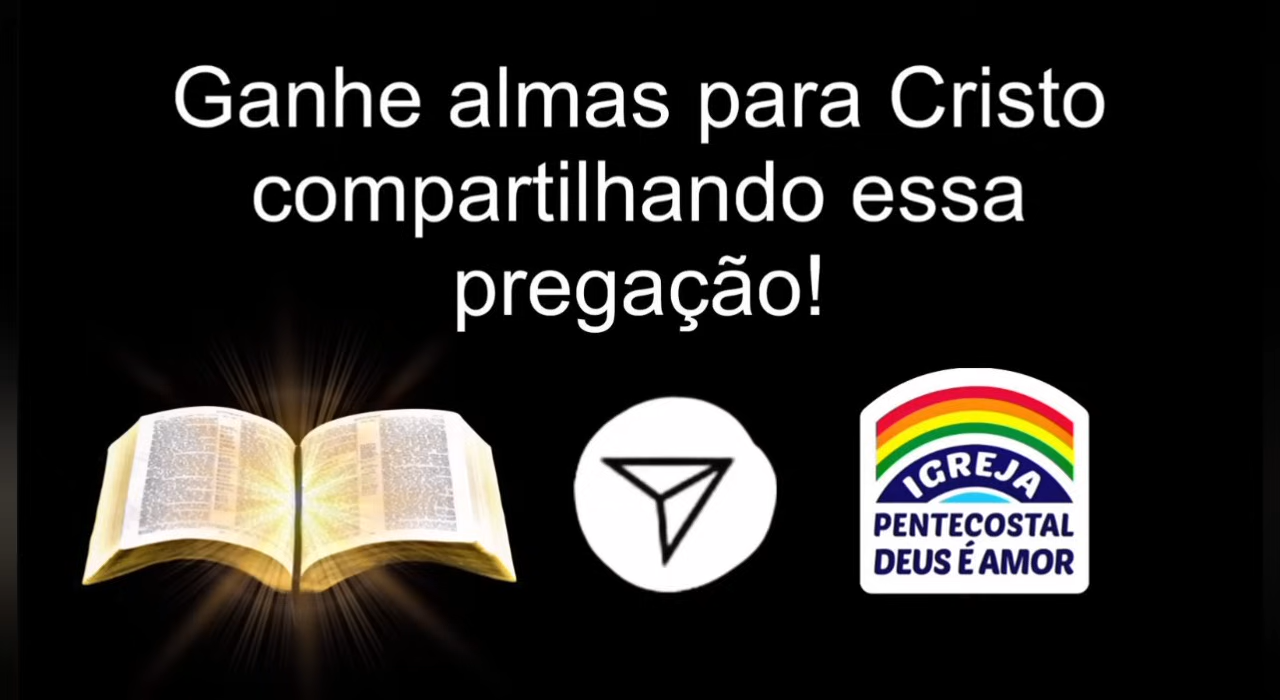 Ganhe almas para Cristo
compartilhando essa
pregação!
IGREJA
PENTECOSTAL
DEUS É AMOR